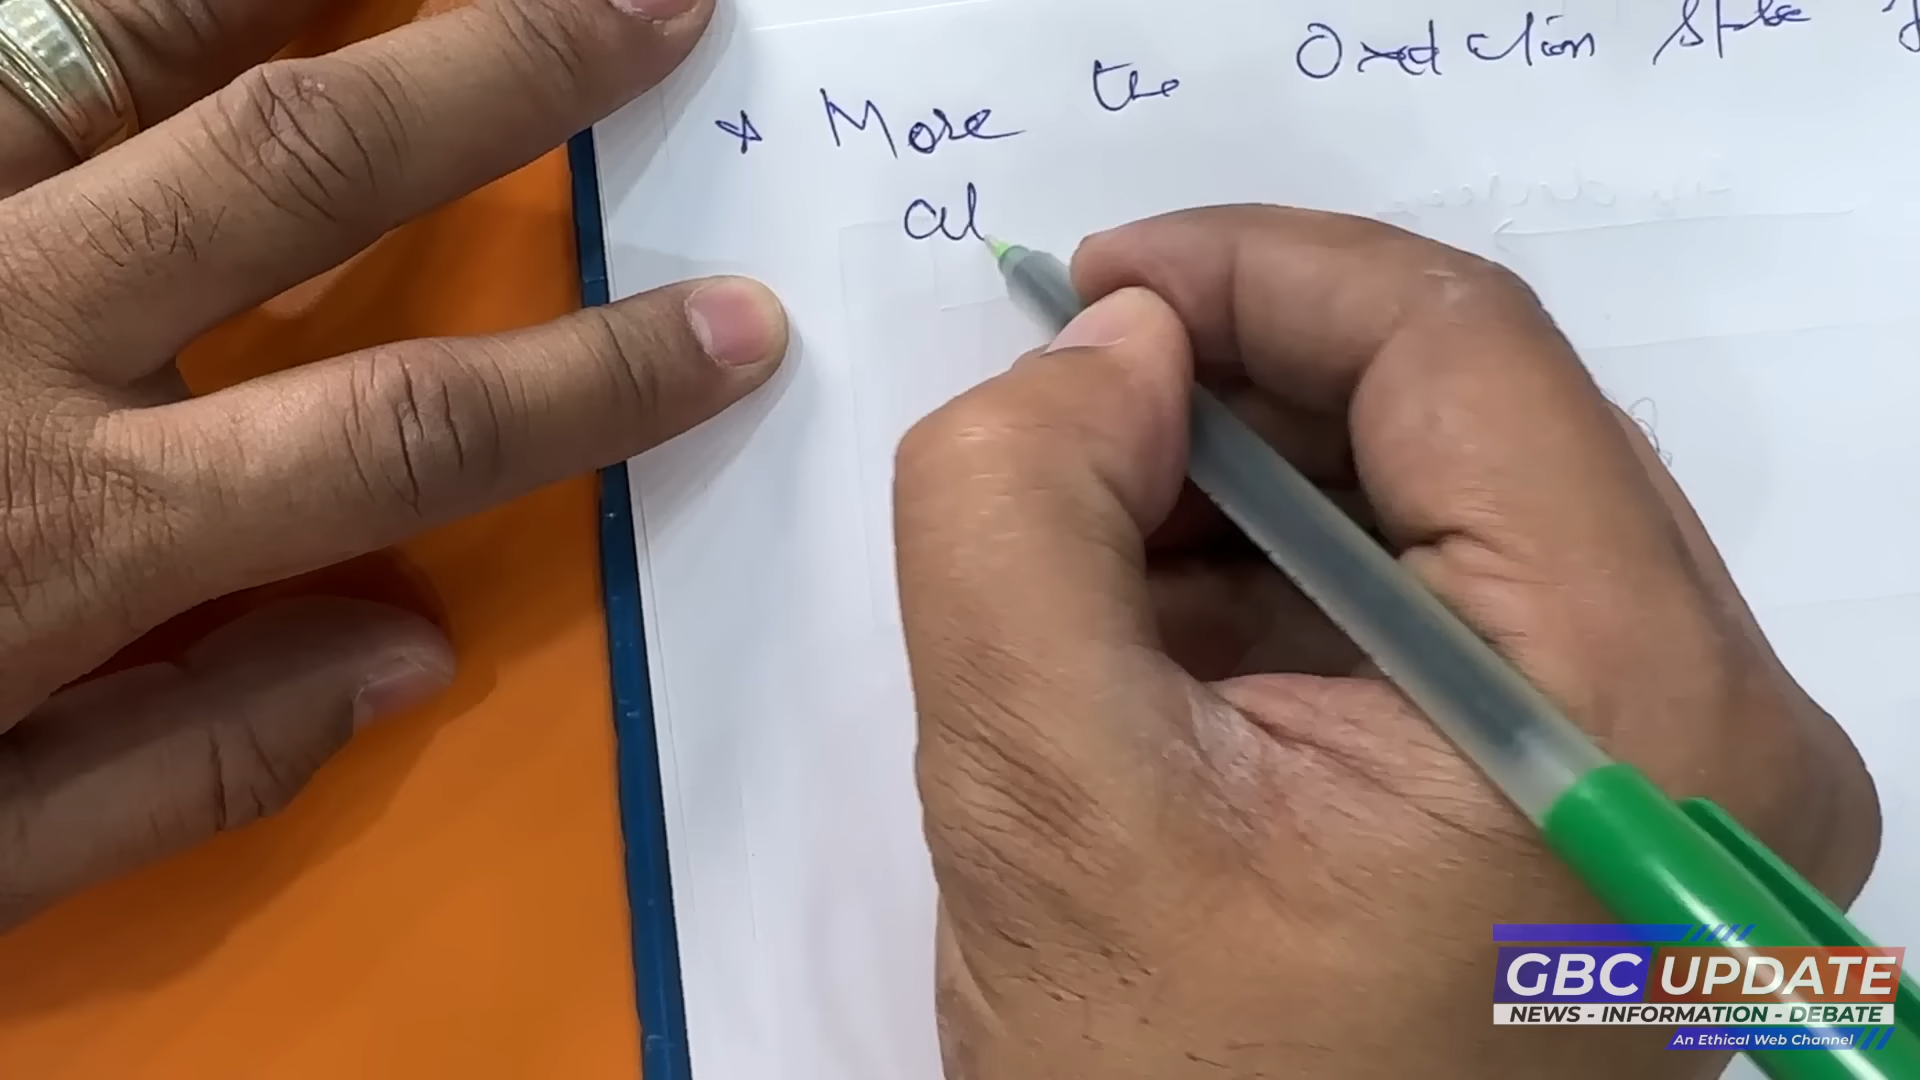 * More the Oxidation State
al
GBC UPDATE
NEWS - INFORMATION - DEBATE
An Ethical Web Channel